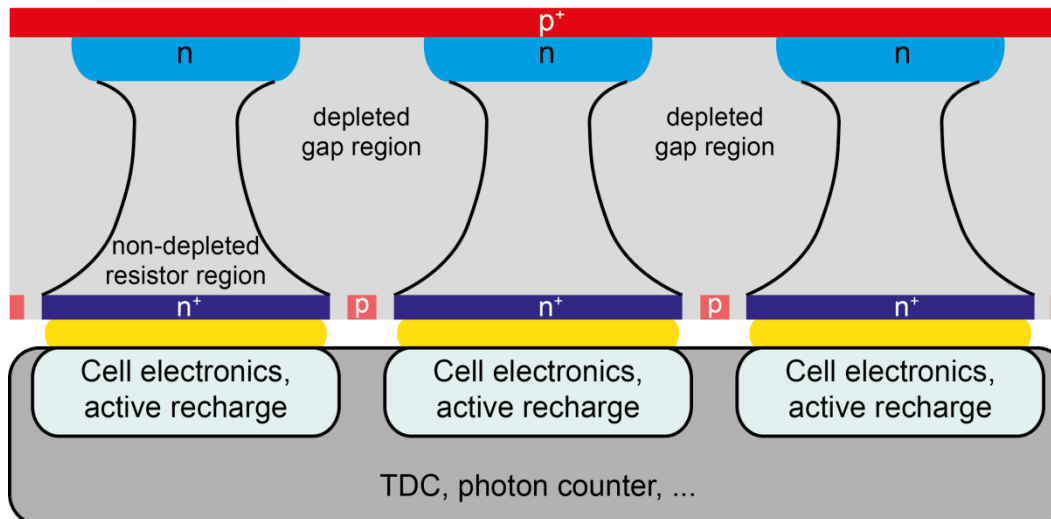 p⁺
n
n
n
depleted
gap region
depleted
gap region
non-depleted
resistor region
n⁺
p
n⁺
p
n⁺
Cell electronics,
active recharge
Cell electronics,
active recharge
Cell electronics,
active recharge
TDC, photon counter, ...